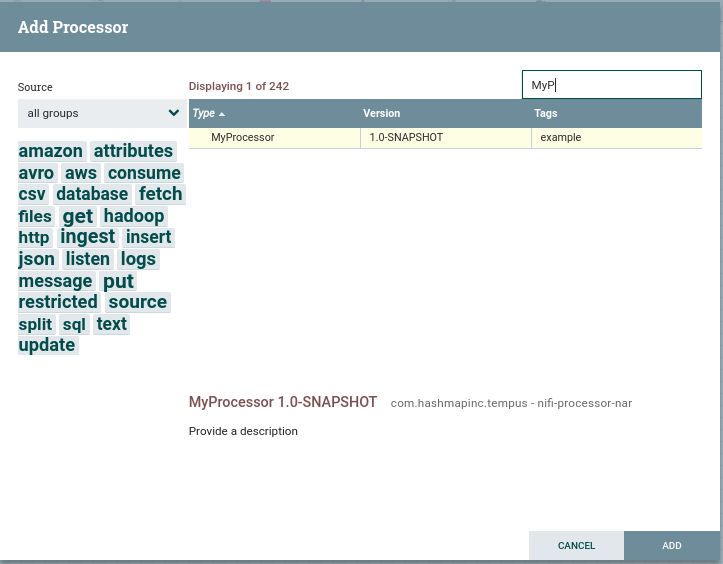 Add Processor
Source
Displaying 1 of 242
MyP
all groups
Type Version Tags
MyProcessor 1.0-SNAPSHOT example
amazon attributes
avro aws consume
csv database fetch
files get hadoop
http ingest insert
json listen logs
message put
restricted source
split sql text
update
MyProcessor 1.0-SNAPSHOT com.hashmapinc.tempus - nifi-processor-nar
Provide a description
CANCEL ADD